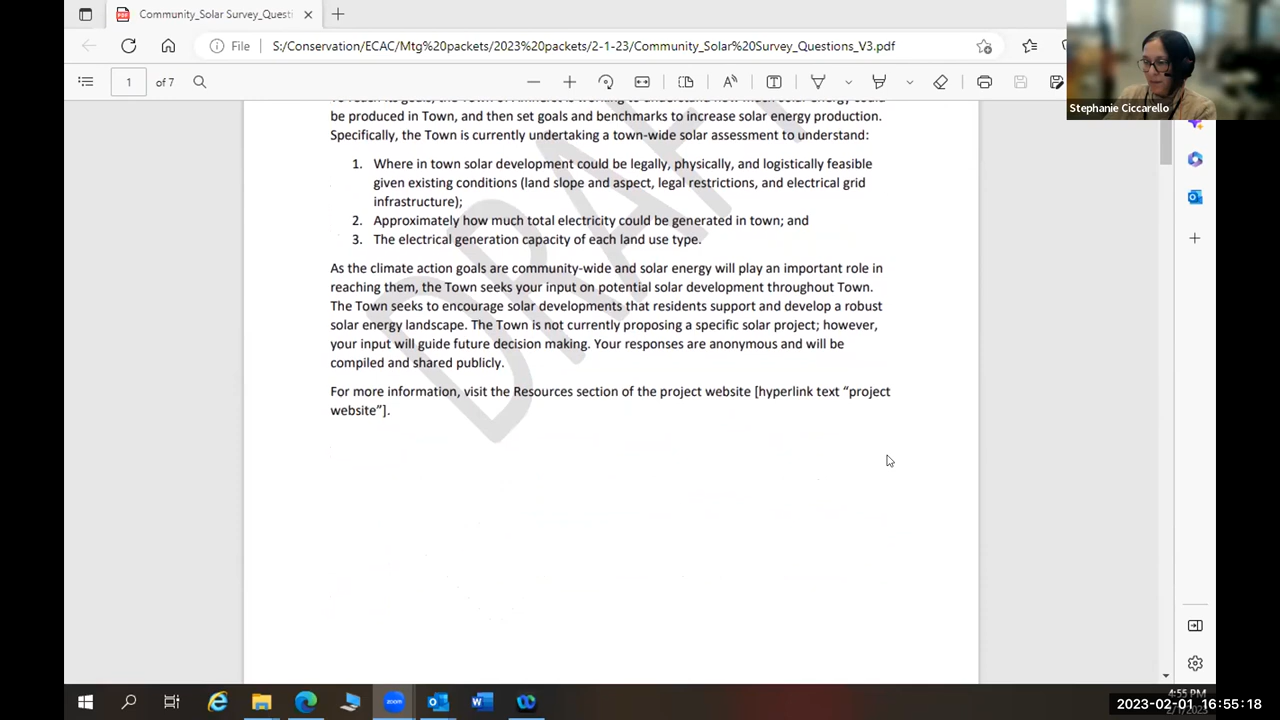 Community_Solar Survey_Questi
File
S:/Conservation/ECAC/Mtg%20packets/2023%20packets/2-1-23/Community_Solar%20Survey_Questions_V3.pdf
1 of 7
Stephanie Ciccarello
be produced in Town, and then set goals and benchmarks to increase solar energy production.
Specifically, the Town is currently undertaking a town-wide solar assessment to understand:
1. Where in town solar development could be legally, physically, and logistically feasible
given existing conditions (land slope and aspect, legal restrictions, and electrical grid
infrastructure);
2. Approximately how much total electricity could be generated in town; and
3. The electrical generation capacity of each land use type.
As the climate action goals are community-wide and solar energy will play an important role in
reaching them, the Town seeks your input on potential solar development throughout Town.
The Town seeks to encourage solar developments that residents support and develop a robust
solar energy landscape. The Town is not currently proposing a specific solar project; however,
your input will guide future decision making. Your responses are anonymous and will be
compiled and shared publicly.
For more information, visit the Resources section of the project website [hyperlink text “project
website”].
DRAFT
zoom
4:55 PM
2023-02-01 16:55:18